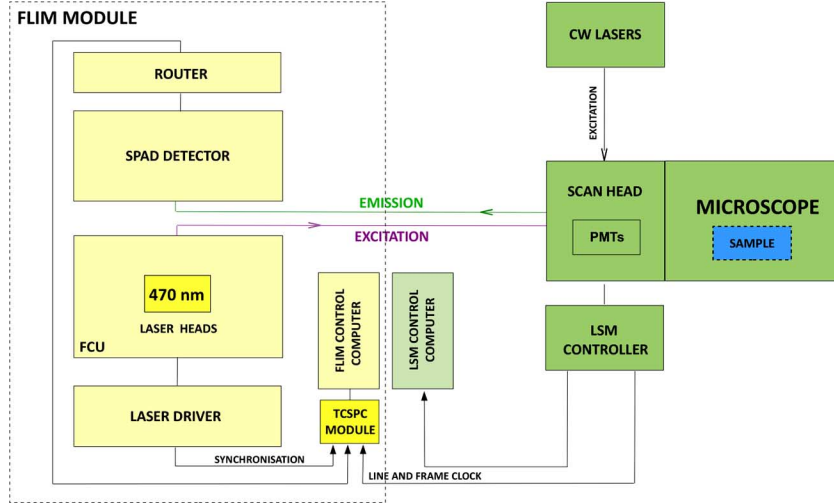 FLIM MODULE
ROUTER
SPAD DETECTOR
EMISSION
EXCITATION
470 nm
LASER HEADS
FCU
LASER DRIVER
SYNCHRONISATION
FLIM CONTROL
COMPUTER
TCSPC
MODULE
LSM CONTROL
COMPUTER
LINE AND FRAME CLOCK
CW LASERS
EXCITATION
SCAN HEAD
PMTs
MICROSCOPE
SAMPLE
LSM
CONTROLLER